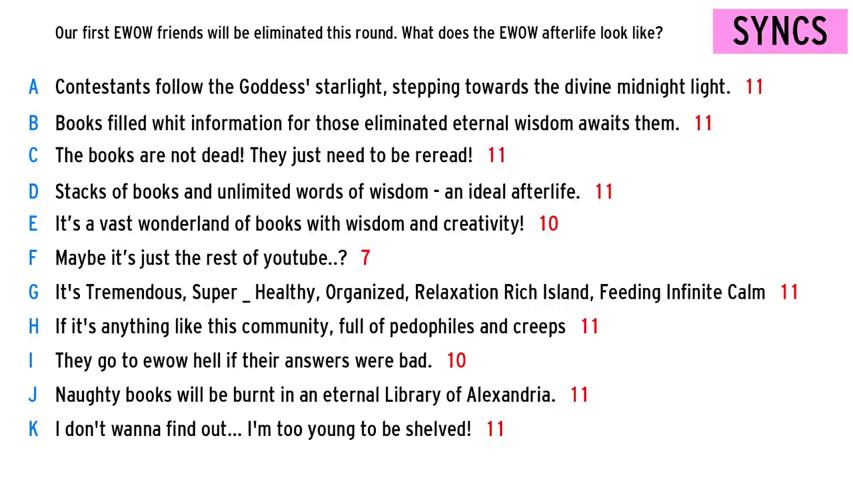 Our first EWOW friends will be eliminated this round. What does the EWOW afterlife look like?
SYNCS
A Contestants follow the Goddess' starlight, stepping towards the divine midnight light. 11
B Books filled whit information for those eliminated eternal wisdom awaits them. 11
C The books are not dead! They just need to be reread! 11
D Stacks of books and unlimited words of wisdom - an ideal afterlife. 11
E It's a vast wonderland of books with wisdom and creativity! 10
F Maybe it's just the rest of youtube..? 7
G It's Tremendous, Super _ Healthy, Organized, Relaxation Rich Island, Feeding Infinite Calm 11
H If it's anything like this community, full of pedophiles and creeps 11
I They go to ewow hell if their answers were bad. 10
J Naughty books will be burnt in an eternal Library of Alexandria. 11
K I don't wanna find out... I'm too young to be shelved! 11